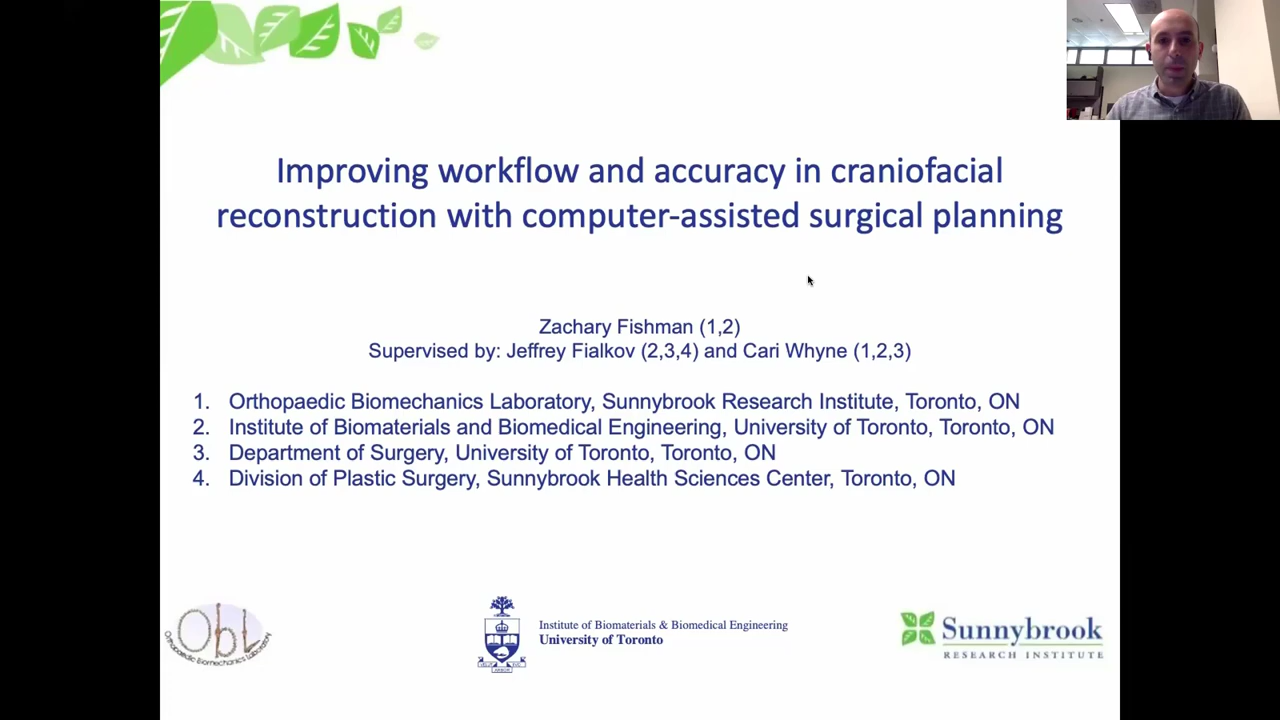 Improving workflow and accuracy in craniofacial
reconstruction with computer-assisted surgical planning
Zachary Fishman (1,2)
Supervised by: Jeffrey Fialkov (2,3,4) and Cari Whyne (1,2,3)
1. Orthopaedic Biomechanics Laboratory, Sunnybrook Research Institute, Toronto, ON
2. Institute of Biomaterials and Biomedical Engineering, University of Toronto, Toronto, ON
3. Department of Surgery, University of Toronto, Toronto, ON
4. Division of Plastic Surgery, Sunnybrook Health Sciences Center, Toronto, ON
ObL
Orthopaedic Biomechanics Laboratory
Institute of Biomaterials & Biomedical Engineering
University of Toronto
Sunnybrook
RESEARCH INSTITUTE